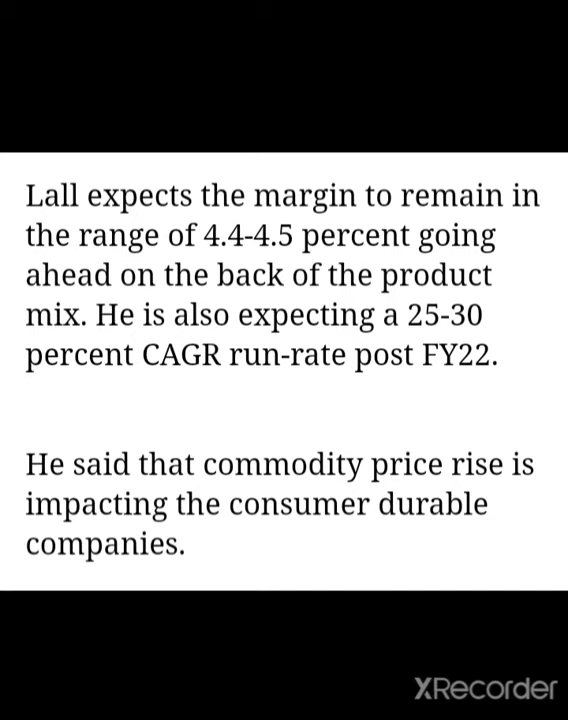 Lall expects the margin to remain in
the range of 4.4-4.5 percent going
ahead on the back of the product
mix. He is also expecting a 25-30
percent CAGR run-rate post FY22.
He said that commodity price rise is
impacting the consumer durable
companies.
XRecorder